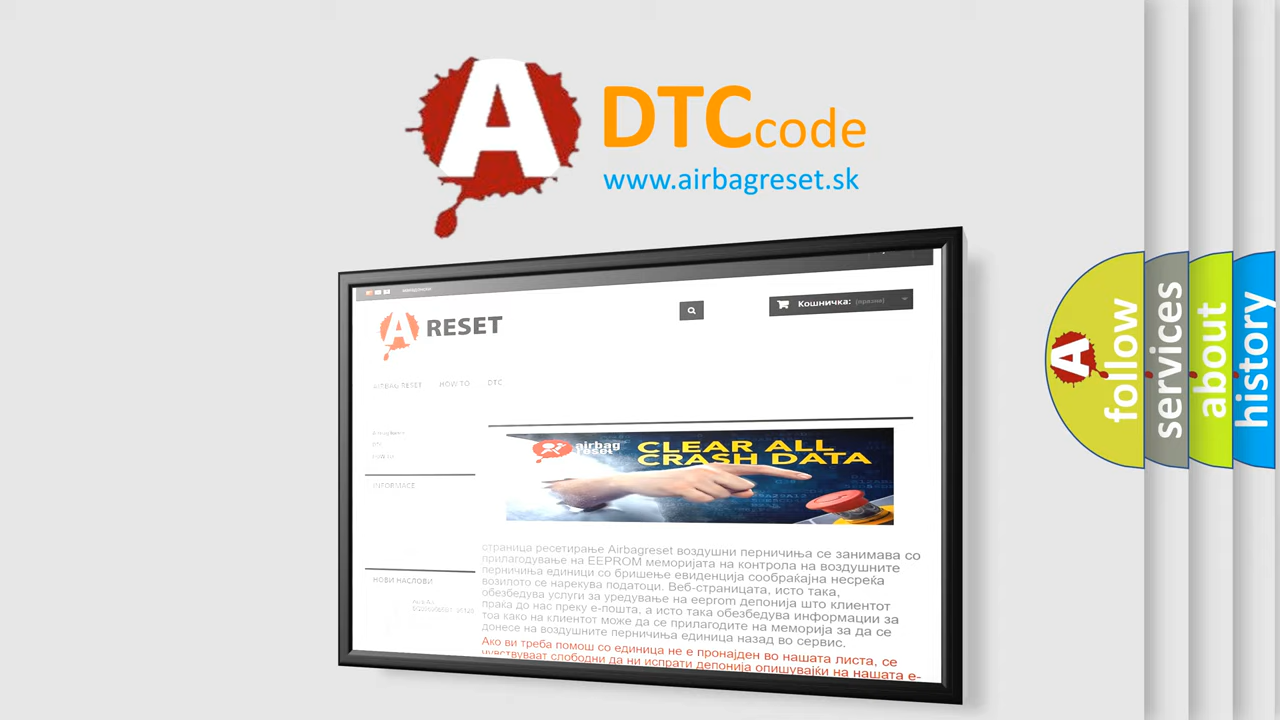 A
DTC code
www.airbagreset.sk
A RESET
Кошничка: (празни)
AIRBAG RESET
HOW TO
DTC
DTC
INFORMACE
airbag
reset
CLEAR ALL
CRASH DATA
страница ресетирање Airbagreset воздушни перничиња се занимава со
прилагодување на EEPROM меморијата на контрола на воздушните
перничиња единици со бришење евиденција сообраќајна несреќа
возилото се нарекува податоци. Веб-страницата, исто така,
обезбедува услуги за уредување на eeprom депонија што клиентот
праќа до нас преку е-пошта, а исто така обезбедува информации за
тоа како на клиентот може да се прилагодите на меморија за да се
донесе на воздушните перничиња единица назад во сервис.
Ако ви треба помош со единица не е пронајден во нашата листа, се
чувствуваат слободни да ни испрати депонија опишувајќи на нашата е-
НОВИ НАСЛОВИ
A follow
services
about
history